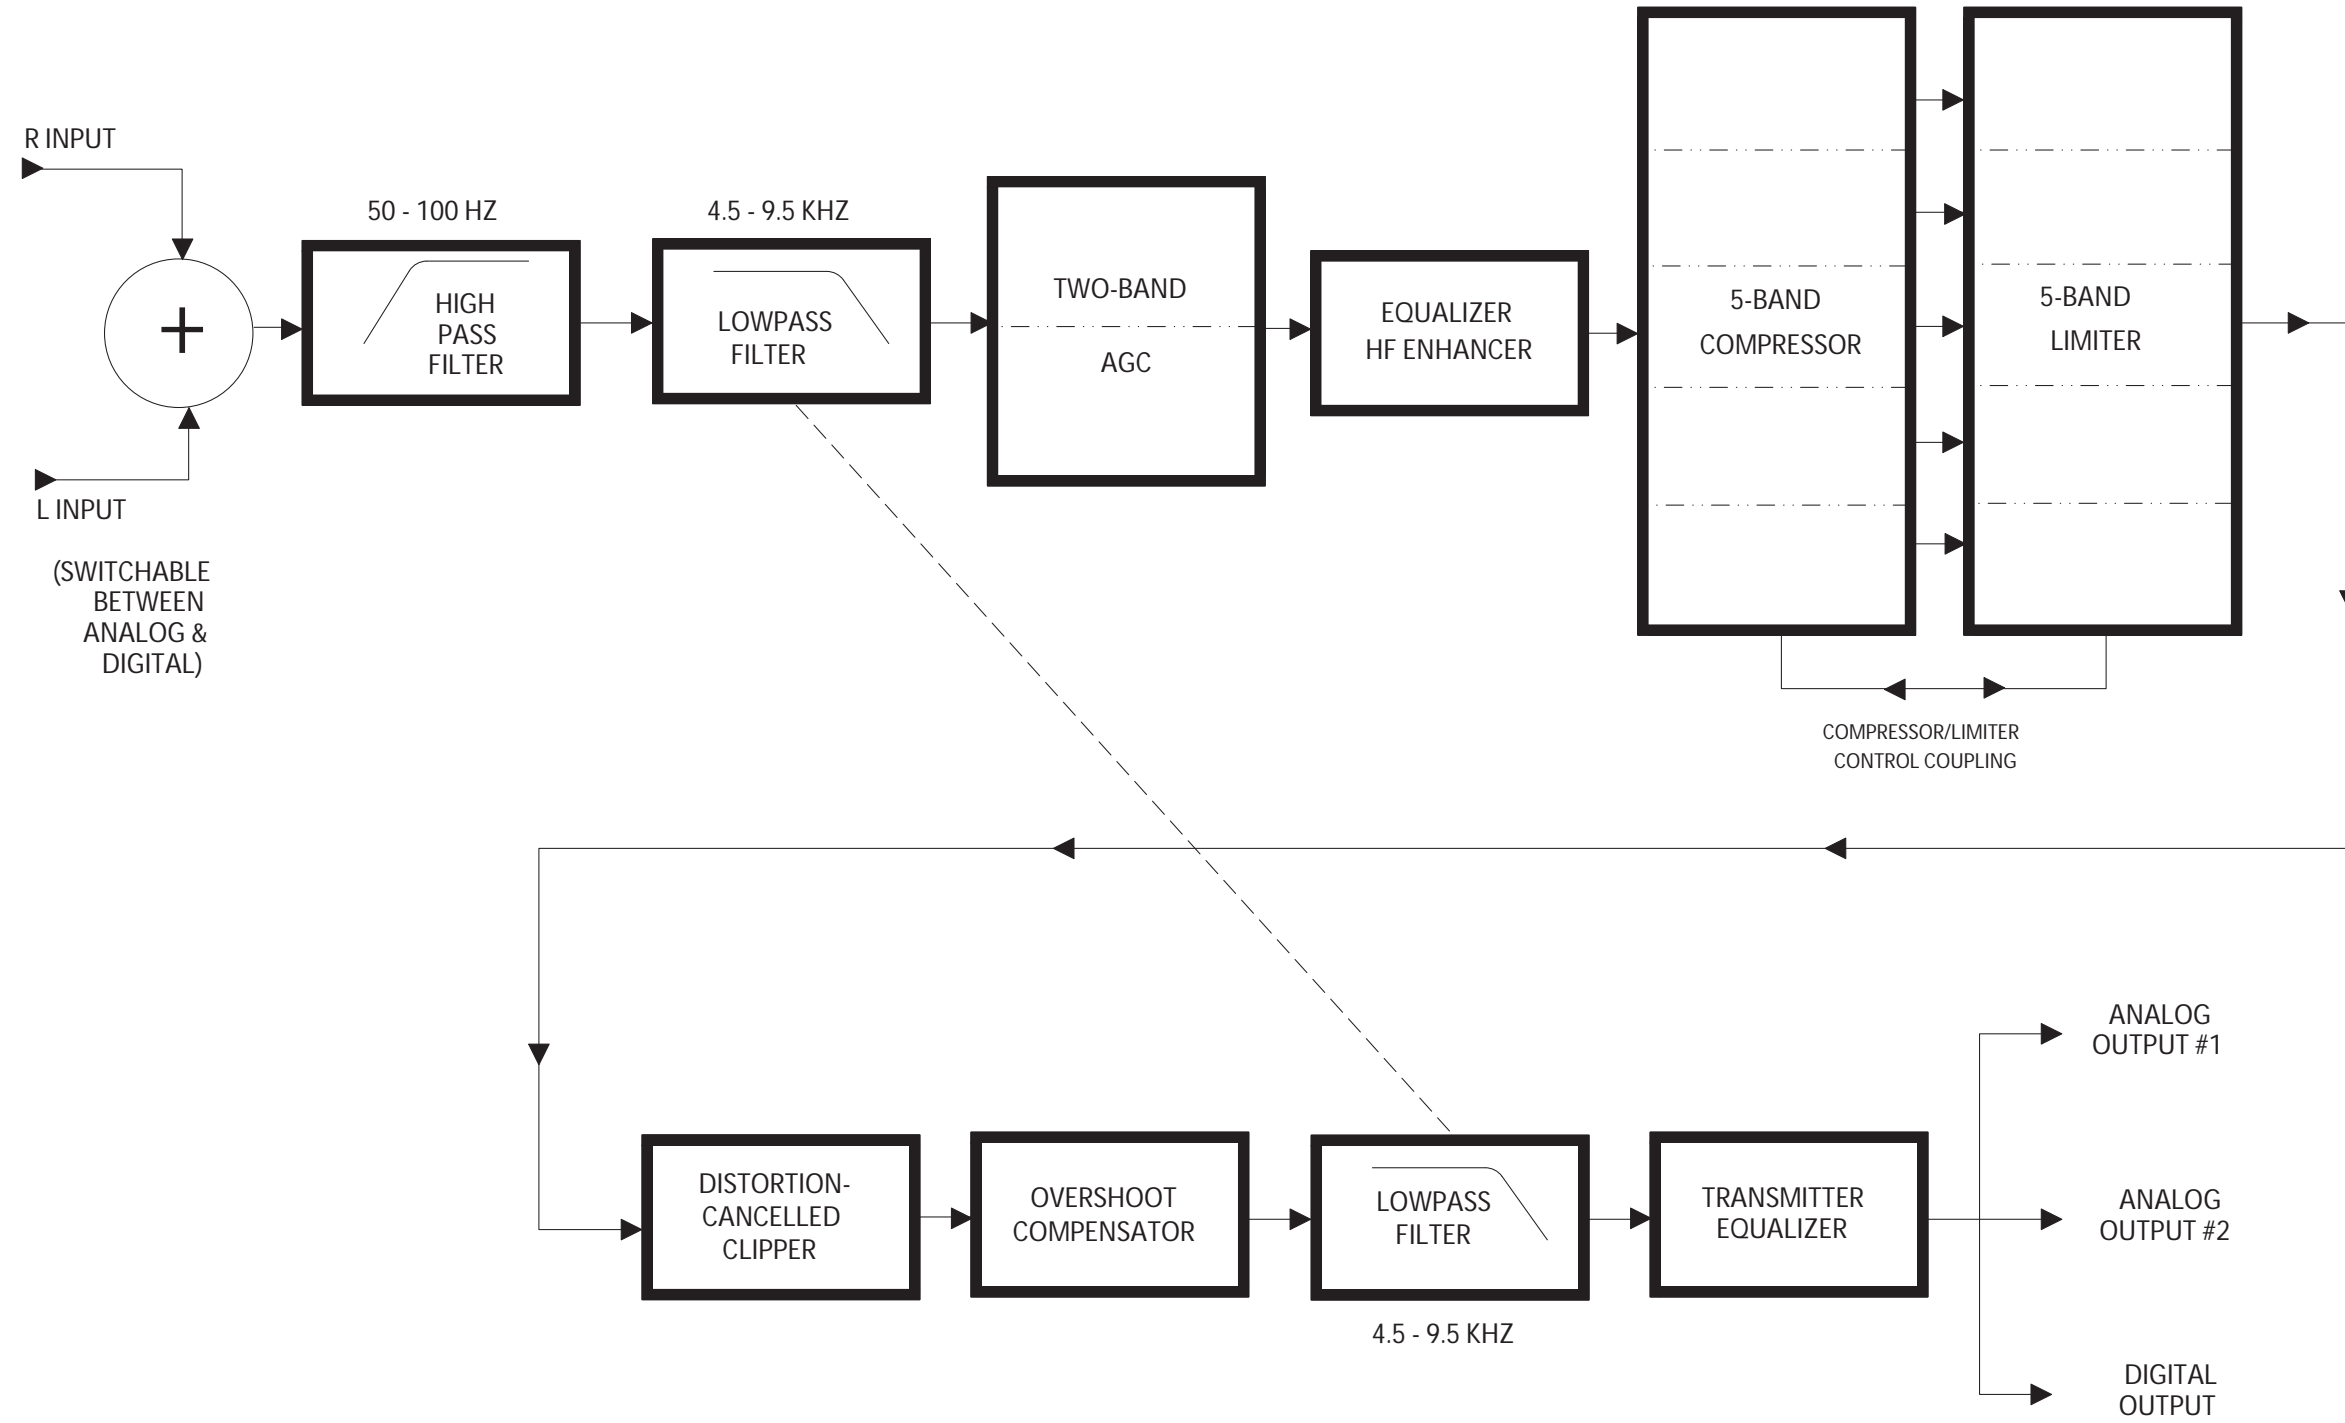 R INPUT
+
L INPUT
(SWITCHABLE
BETWEEN
ANALOG &
DIGITAL)
50 - 100 HZ
HIGH
PASS
FILTER
4.5 - 9.5 KHZ
LOWPASS
FILTER
TWO-BAND
AGC
EQUALIZER
HF ENHANCER
5-BAND
COMPRESSOR
5-BAND
LIMITER
COMPRESSOR/LIMITER
CONTROL COUPLING
DISTORTION-
CANCELLED
CLIPPER
OVERSHOOT
COMPENSATOR
LOWPASS
FILTER
4.5 - 9.5 KHZ
TRANSMITTER
EQUALIZER
ANALOG
OUTPUT #1
ANALOG
OUTPUT #2
DIGITAL
OUTPUT